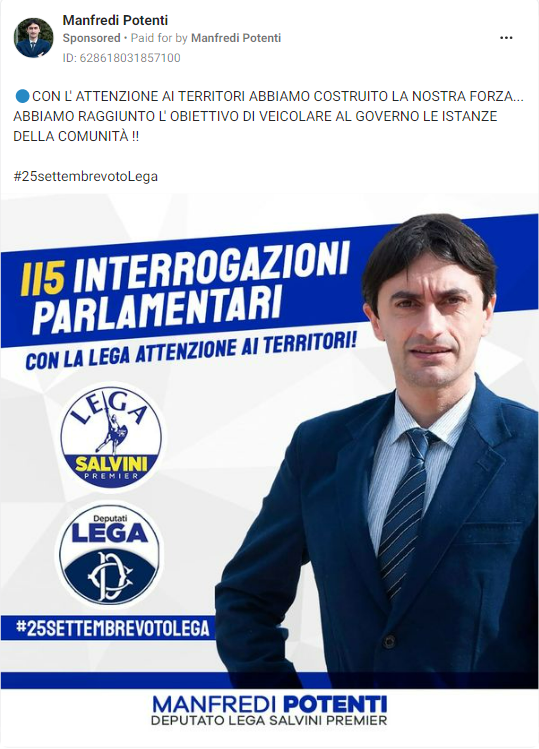 Manfredi Potenti
Sponsored • Paid for by Manfredi Potenti
ID: 628618031857100
CON L' ATTENZIONE AI TERRITORI ABBIAMO COSTRUITO LA NOSTRA FORZA...
ABBIAMO RAGGIUNTO L' OBIETTIVO DI VEICOLARE AL GOVERNO LE ISTANZE
DELLA COMUNITÀ !!
#25settembrevotoLega
115 INTERROGAZIONI
PARLAMENTARI
CON LA LEGA ATTENZIONE AI TERRITORI!
LEGA
SALVINI
PREMIER
Deputati
LEGA
#25SETTEMBREVOTOLEGA
MANFREDI POTENTI
DEPUTATO LEGA SALVINI PREMIER